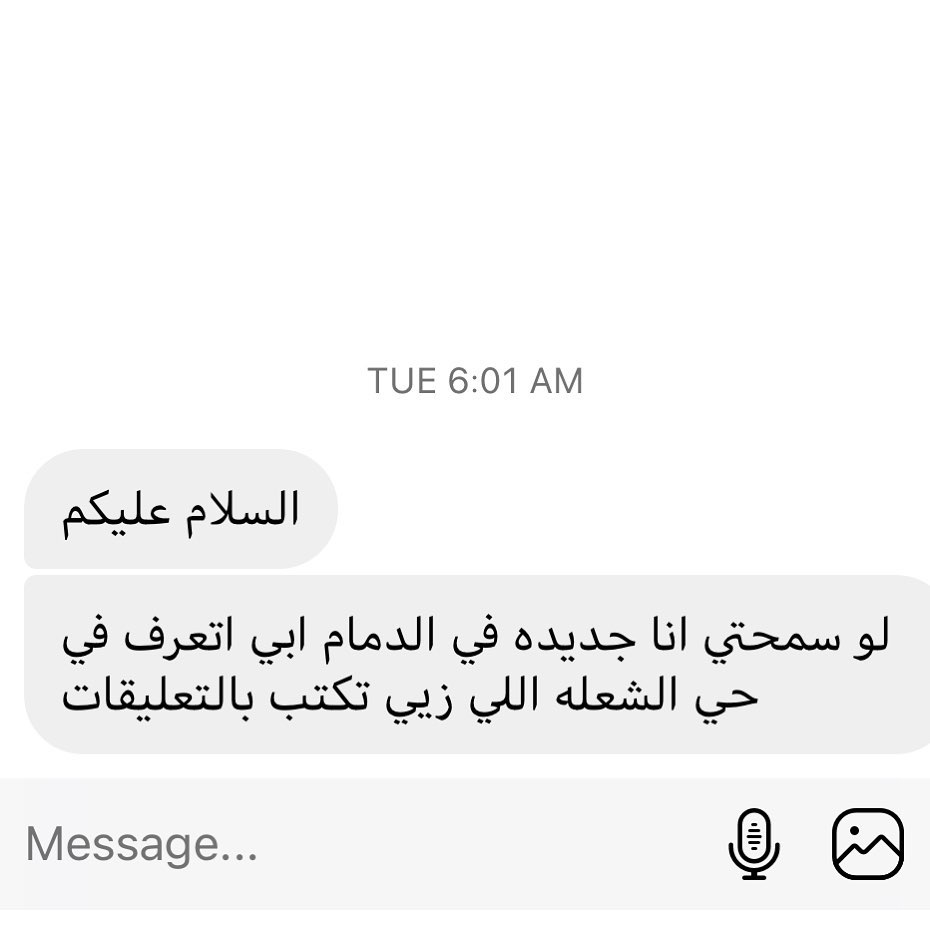 TUE 6:01 AM
السلام عليكم
لو سمحتي انا جديده في الدمام ابي اتعرف في
حي الشعله اللي زيي تكتب بالتعليقات
Message...